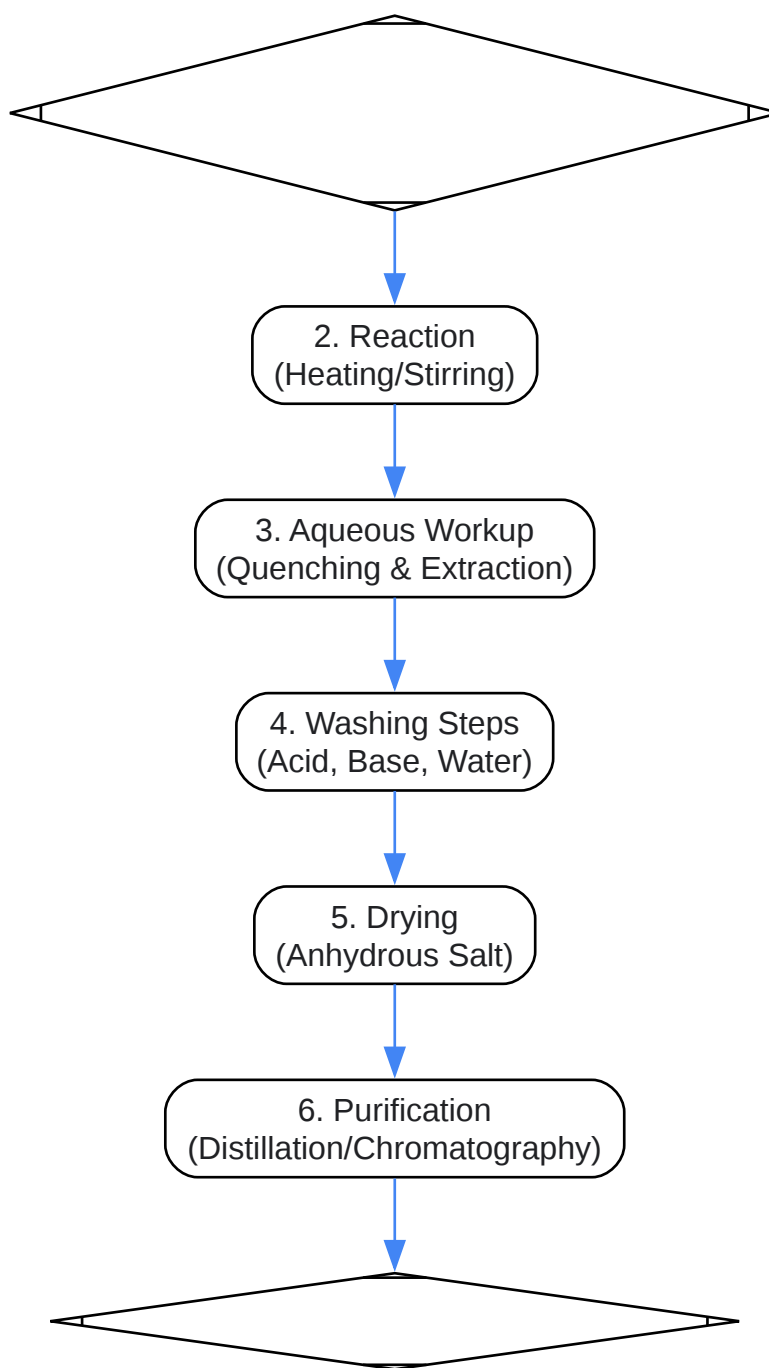 2. Reaction
(Heating/Stirring)
3. Aqueous Workup
(Quenching & Extraction)
4. Washing Steps
(Acid, Base, Water)
5. Drying
(Anhydrous Salt)
6. Purification
(Distillation/Chromatography)